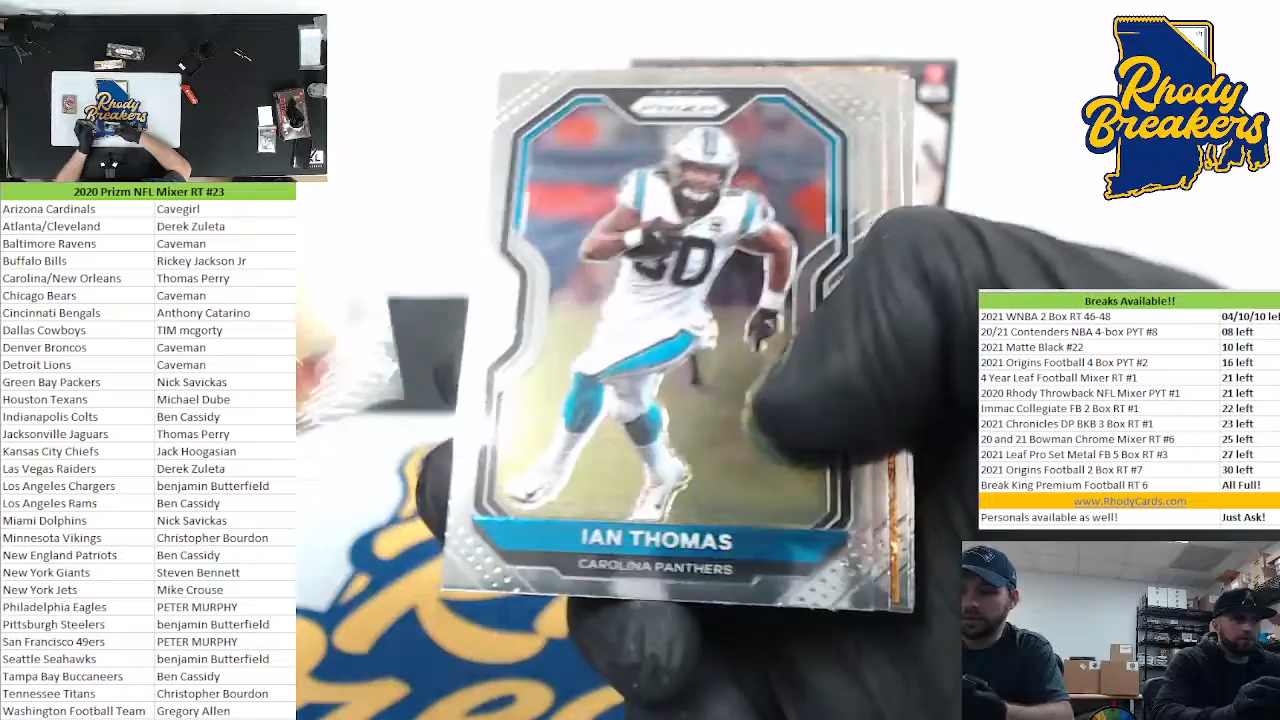 Rhody
Breakers
2020 Prizm NFL Mixer RT #23
Arizona Cardinals Cavegirl
Atlanta/Cleveland Derek Zuleta
Baltimore Ravens Caveman
Buffalo Bills Rickey Jackson Jr
Carolina/New Orleans Thomas Perry
Chicago Bears Caveman
Cincinnati Bengals Anthony Catarino
Dallas Cowboys TIM mcgorty
Denver Broncos Caveman
Detroit Lions Caveman
Green Bay Packers Nick Savickas
Houston Texans Michael Dube
Indianapolis Colts Ben Cassidy
Jacksonville Jaguars Thomas Perry
Kansas City Chiefs Jack Hoogasian
Las Vegas Raiders Derek Zuleta
Los Angeles Chargers benjamin Butterfield
Los Angeles Rams Ben Cassidy
Miami Dolphins Nick Savickas
Minnesota Vikings Christopher Bourdon
New England Patriots Ben Cassidy
New York Giants Steven Bennett
New York Jets Mike Crouse
Philadelphia Eagles PETER MURPHY
Pittsburgh Steelers benjamin Butterfield
San Francisco 49ers PETER MURPHY
Seattle Seahawks benjamin Butterfield
Tampa Bay Buccaneers Ben Cassidy
Tennessee Titans Christopher Bourdon
Washington Football Team Gregory Allen
PRIZM
80
IAN THOMAS
CAROLINA PANTHERS
Rhody
Breakers
Breaks Available!!
2021 WNBA 2 Box RT 46-48 04/10/10 left
20/21 Contenders NBA 4-box PYT #8 08 left
2021 Matte Black #22 10 left
2021 Origins Football 4 Box PYT #2 16 left
4 Year Leaf Football Mixer RT #1 21 left
2020 Rhody Throwback NFL Mixer PYT #1 21 left
Immac Collegiate FB 2 Box RT #1 22 left
2021 Chronicles DP BKB 3 Box RT #1 23 left
20 and 21 Bowman Chrome Mixer RT #6 25 left
2021 Leaf Pro Set Metal FB 5 Box RT #3 27 left
2021 Origins Football 2 Box RT #7 30 left
Break King Premium Football RT 6 All Full!
www.RhodyCards.com
Personals available as well! Just Ask!